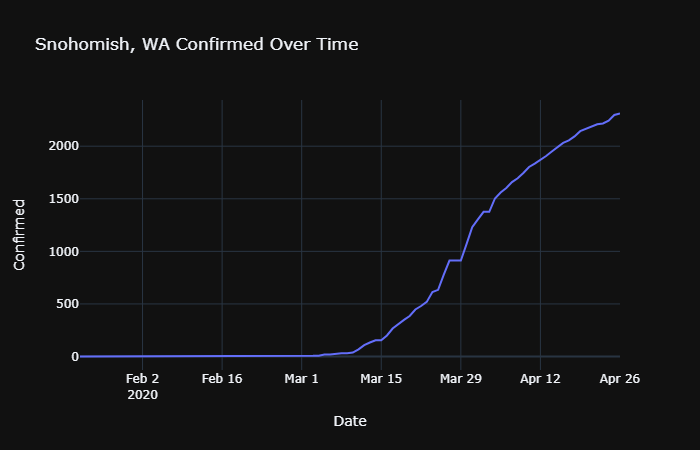 Snohomish, WA Confirmed Over Time
Confirmed
2000
1500
1000
500
0
Feb 2
2020
Feb 16
Mar 1
Mar 15
Mar 29
Apr 12
Apr 26
Date